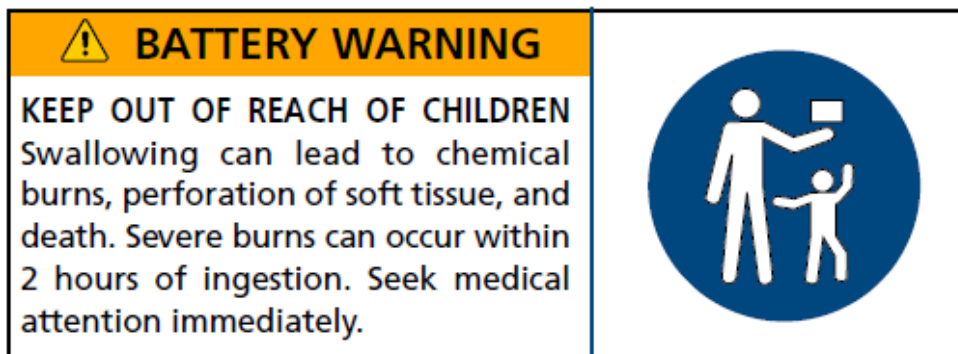 BATTERY WARNING
KEEP OUT OF REACH OF CHILDREN
Swallowing can lead to chemical
burns, perforation of soft tissue, and
death. Severe burns can occur within
2 hours of ingestion. Seek medical
attention immediately.